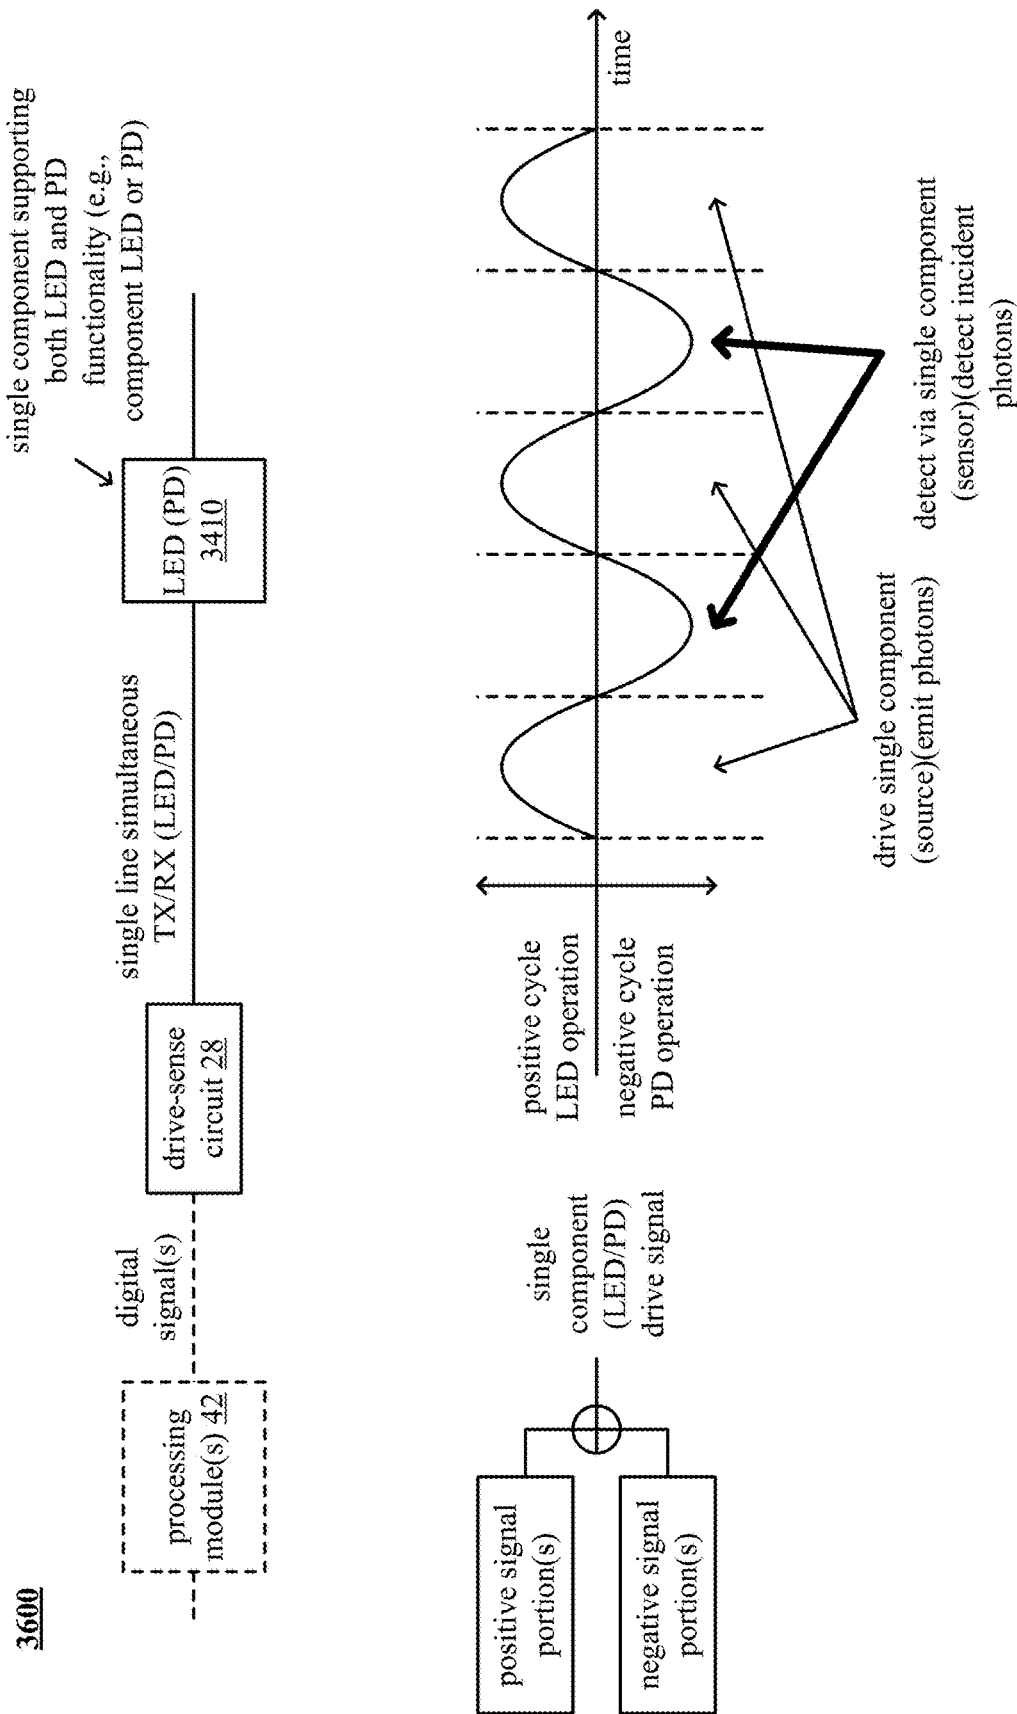 3600
processing
module(s) 42
digital
signal(s)
drive-sense
circuit 28
single line simultaneous
TX/RX (LED/PD)
LED (PD)
3410
single component supporting
both LED and PD
functionality (e.g.,
component LED or PD)
positive signal
portion(s)
negative signal
portion(s)
single
component
(LED/PD)
drive signal
positive cycle
LED operation
negative cycle
PD operation
time
drive single component
(source)(emit photons)
detect via single component
(sensor)(detect incident
photons)